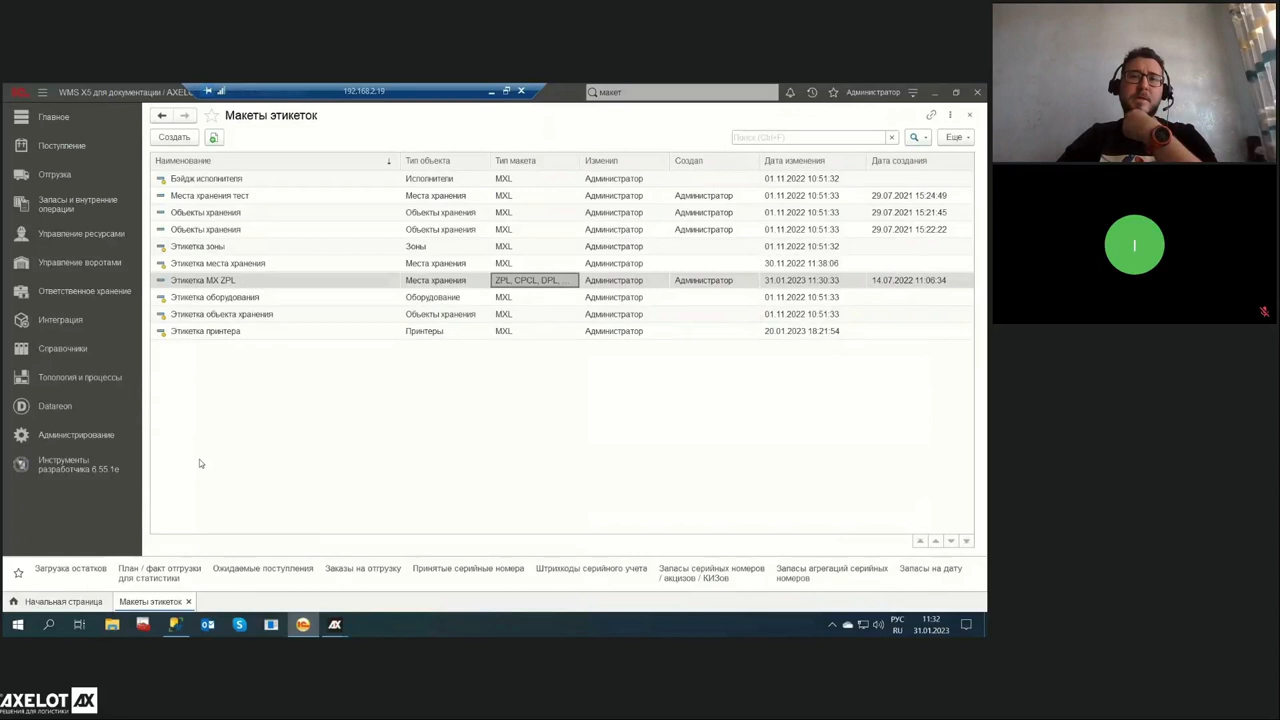 WMS X5 для документации / AXELO
192.168.2.19
макет
Администратор
Главное
Поступление
Отгрузка
Запасы и внутренние
операции
Управление ресурсами
Управление воротами
Ответственное хранение
Интеграция
Справочники
Топология и процессы
Datareon
Администрирование
Инструменты
разработчика 6.55.1e
Макеты этикеток
Создать
Поиск (Ctrl+F)
Еще
Наименование Тип объекта Тип макета Изменил Создал Дата изменения Дата создания
Бэйдж исполнителя Исполнители MXL Администратор 01.11.2022 10:51:32
Места хранения тест Места хранения MXL Администратор Администратор 01.11.2022 10:51:33 29.07.2021 15:24:49
Объекты хранения Объекты хранения MXL Администратор Администратор 01.11.2022 10:51:33 29.07.2021 15:21:45
Объекты хранения Объекты хранения MXL Администратор Администратор 01.11.2022 10:51:33 29.07.2021 15:22:22
Этикетка зоны Зоны MXL Администратор 01.11.2022 10:51:32
Этикетка места хранения Места хранения MXL Администратор 30.11.2022 11:38:06
Этикетка МХ ZPL Места хранения ZPL, CPCL, DPL, ... Администратор Администратор 31.01.2023 11:30:33 14.07.2022 11:06:34
Этикетка оборудования Оборудование MXL Администратор 01.11.2022 10:51:33
Этикетка объекта хранения Объекты хранения MXL Администратор 01.11.2022 10:51:33
Этикетка принтера Принтеры MXL Администратор 20.01.2023 18:21:54
Загрузка остатков
План / факт отгрузки
для статистики
Ожидаемые поступления
Заказы на отгрузку
Принятые серийные номера
Штрихкоды серийного учета
Запасы серийных номеров
/ акцизов / КИЗов
Запасы агрегаций серийных
номеров
Запасы на дату
Начальная страница
Макеты этикеток
РУС
RU
11:32
31.01.2023
I
AXELOT AX
РЕШЕНИЯ ДЛЯ ЛОГИСТИКИ